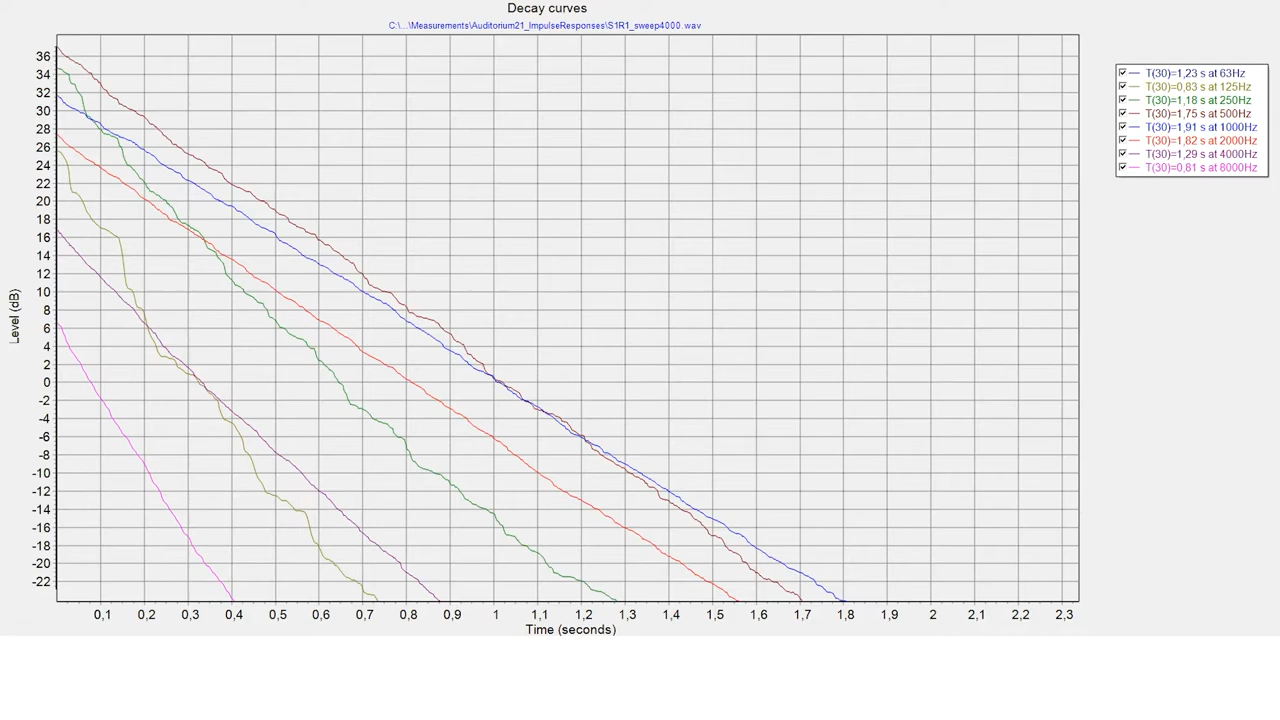 Decay curves
C:\...\Measurements\Auditorium21_ImpulseResponses\S1R1_sweep4000.wav
36
34
32
30
28
26
24
22
20
18
16
14
12
10
8
6
4
2
0
-2
-4
-6
-8
-10
-12
-14
-16
-18
-20
-22
Level (dB)
0,1 0,2 0,3 0,4 0,5 0,6 0,7 0,8 0,9 1 1,1 1,2 1,3 1,4 1,5 1,6 1,7 1,8 1,9 2 2,1 2,2 2,3
Time (seconds)
T(30)=1,23 s at 63Hz
T(30)=0,83 s at 125Hz
T(30)=1,18 s at 250Hz
T(30)=1,75 s at 500Hz
T(30)=1,91 s at 1000Hz
T(30)=1,82 s at 2000Hz
T(30)=1,29 s at 4000Hz
T(30)=0,81 s at 8000Hz